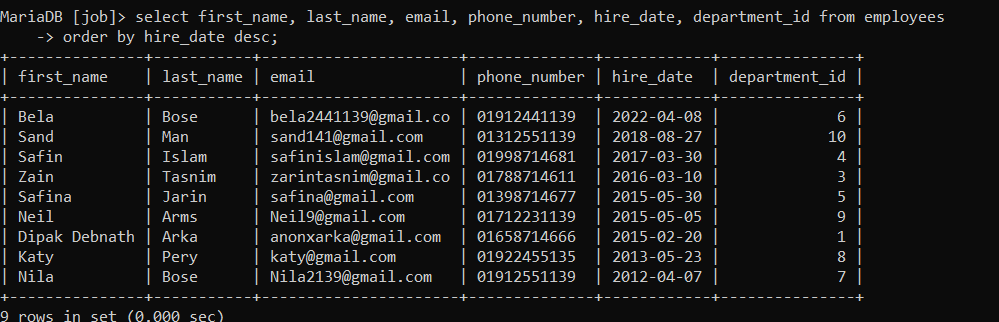 MariaDB [job]> select first_name, last_name, email, phone_number, hire_date, department_id from employees
    -> order by hire_date desc;
+--------------+-----------+----------------------+--------------+------------+---------------+
| first_name   | last_name | email                | phone_number | hire_date  | department_id |
+--------------+-----------+----------------------+--------------+------------+---------------+
| Bela         | Bose      | bela2441139@gmail.co | 01912441139  | 2022-04-08 |             6 |
| Sand         | Man       | sand141@gmail.com    | 01312551139  | 2018-08-27 |            10 |
| Safin        | Islam     | safinislam@gmail.com | 01998714681  | 2017-03-30 |             4 |
| Zain         | Tasnim    | zarintasnim@gmail.co | 01788714611  | 2016-03-10 |             3 |
| Safina       | Jarin     | safina@gmail.com     | 01398714677  | 2015-05-30 |             5 |
| Neil         | Arms      | Neil9@gmail.com      | 01712231139  | 2015-05-05 |             9 |
| Dipak Debnath | Arka      | anonxarka@gmail.com  | 01658714666  | 2015-02-20 |             1 |
| Katy         | Pery      | katy@gmail.com       | 01922455135  | 2013-05-23 |             8 |
| Nila         | Bose      | Nila2139@gmail.com   | 01912551139  | 2012-04-07 |             7 |
+--------------+-----------+----------------------+--------------+------------+---------------+
9 rows in set (0.000 sec)